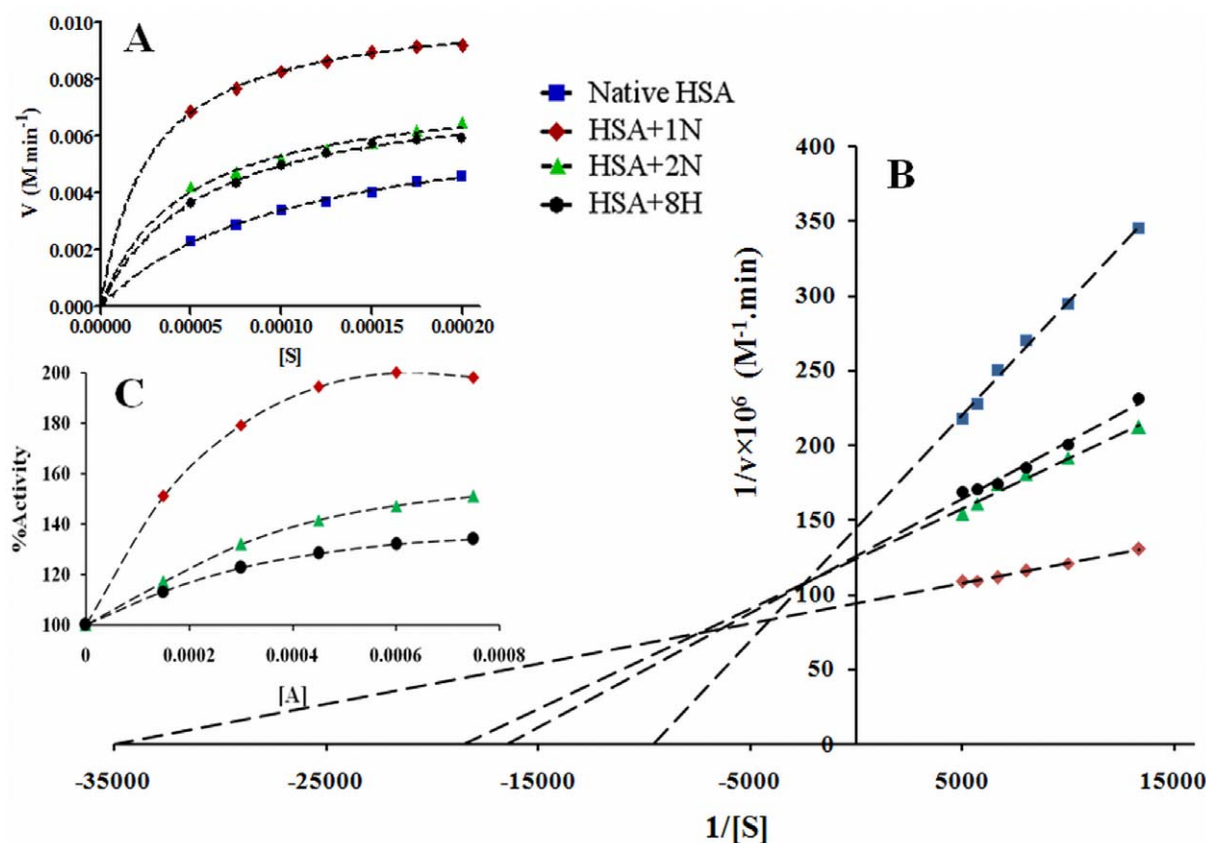 A
V (M min⁻¹)
0.010
0.008
0.006
0.004
0.002
0.000
0.00000 0.00005 0.00010 0.00015 0.00020
[S]
Native HSA
HSA+1N
HSA+2N
HSA+8H
C
%Activity
200
180
160
140
120
100
0 0.0002 0.0004 0.0006 0.0008
[A]
B
1/v×10⁶ (M⁻¹.min)
400
350
300
250
200
150
100
50
0
-35000 -25000 -15000 -5000 5000 15000
1/[S]